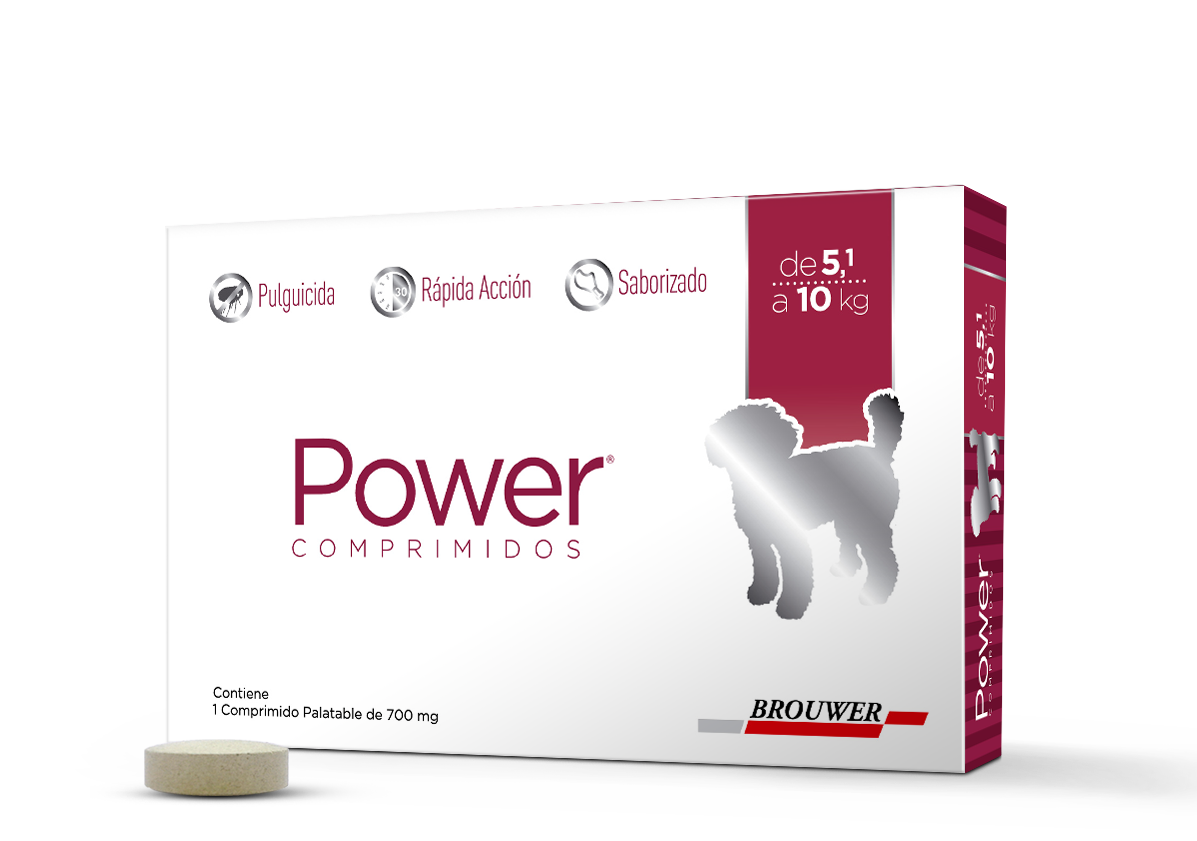 Pulguicida
30
Rápida Acción
Saborizado
de 5,1
a 10 kg
Power®
COMPRIMIDOS
Contiene
1 Comprimido Palatable de 700 mg
BROUWER
de 5,1
a 10 kg
Power
COMPRIMIDOS